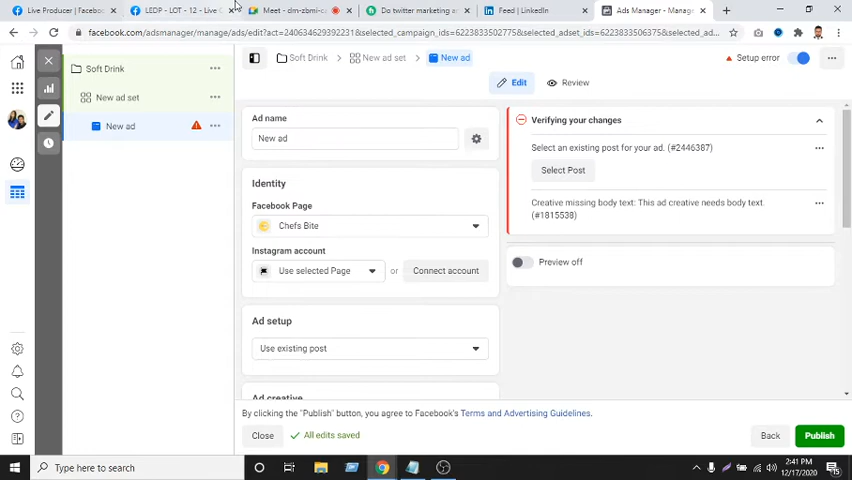 Live Producer | Facebo
LEDP - LOT - 12 - Live
Meet - dm-zbmi-c
Do twitter marketing a
Feed | LinkedIn
Ads Manager - Manage
facebook.com/adsmanager/manage/ads/edit?act=240634629392231&selected_campaign_ids=6223833502775&selected_adset_ids=6223833506375&selected_ad...
Soft Drink
New ad set
New ad
Soft Drink
New ad set
New ad
Setup error
Edit
Review
Ad name
New ad
Identity
Facebook Page
Chefs Bite
Instagram account
Use selected Page
or
Connect account
Ad setup
Use existing post
Ad creative
Verifying your changes
Select an existing post for your ad. (#2446387)
Select Post
Creative missing body text: This ad creative needs body text.
(#1815538)
Preview off
By clicking the "Publish" button, you agree to Facebook's Terms and Advertising Guidelines.
Close
All edits saved
Back
Publish
Type here to search
2:41 PM
12/17/2020